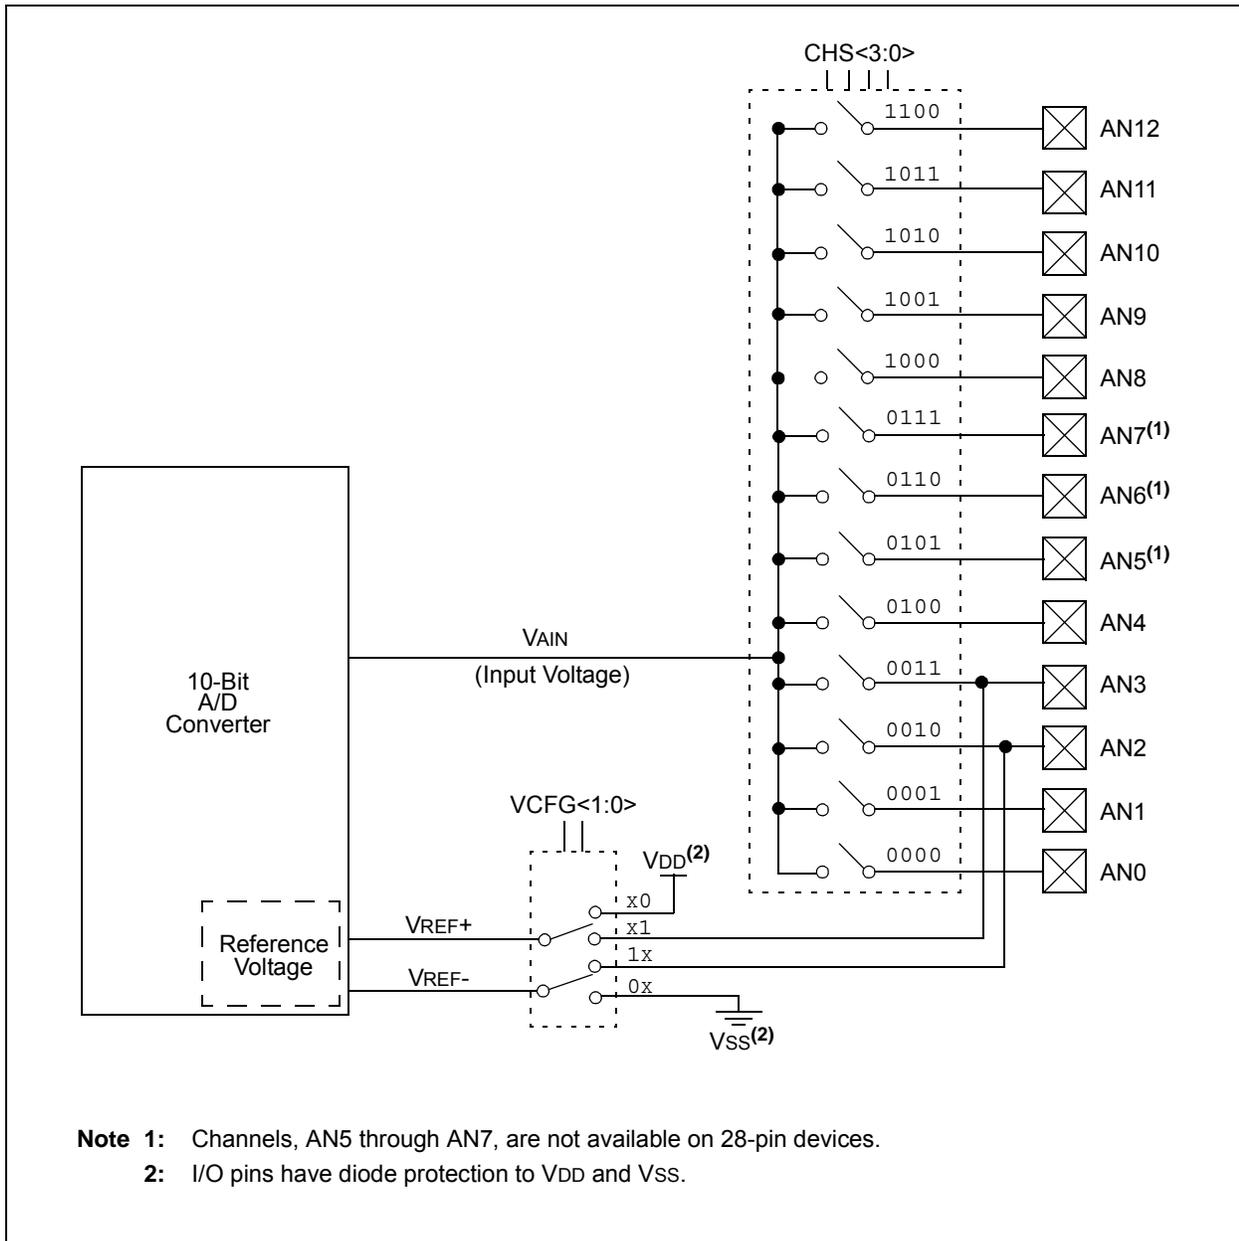 CHS<3:0>
1100 AN12
1011 AN11
1010 AN10
1001 AN9
1000 AN8
0111 AN7(1)
0110 AN6(1)
0101 AN5(1)
0100 AN4
VAIN
(Input Voltage)
0011 AN3
10-Bit
A/D
Converter
0010 AN2
0001 AN1
VCFG<1:0>
0000 AN0
VDD(2)
x0
VREF+
x1
Reference
Voltage
1x
VREF-
0x
VSS(2)
Note 1: Channels, AN5 through AN7, are not available on 28-pin devices.
2: I/O pins have diode protection to VDD and VSS.